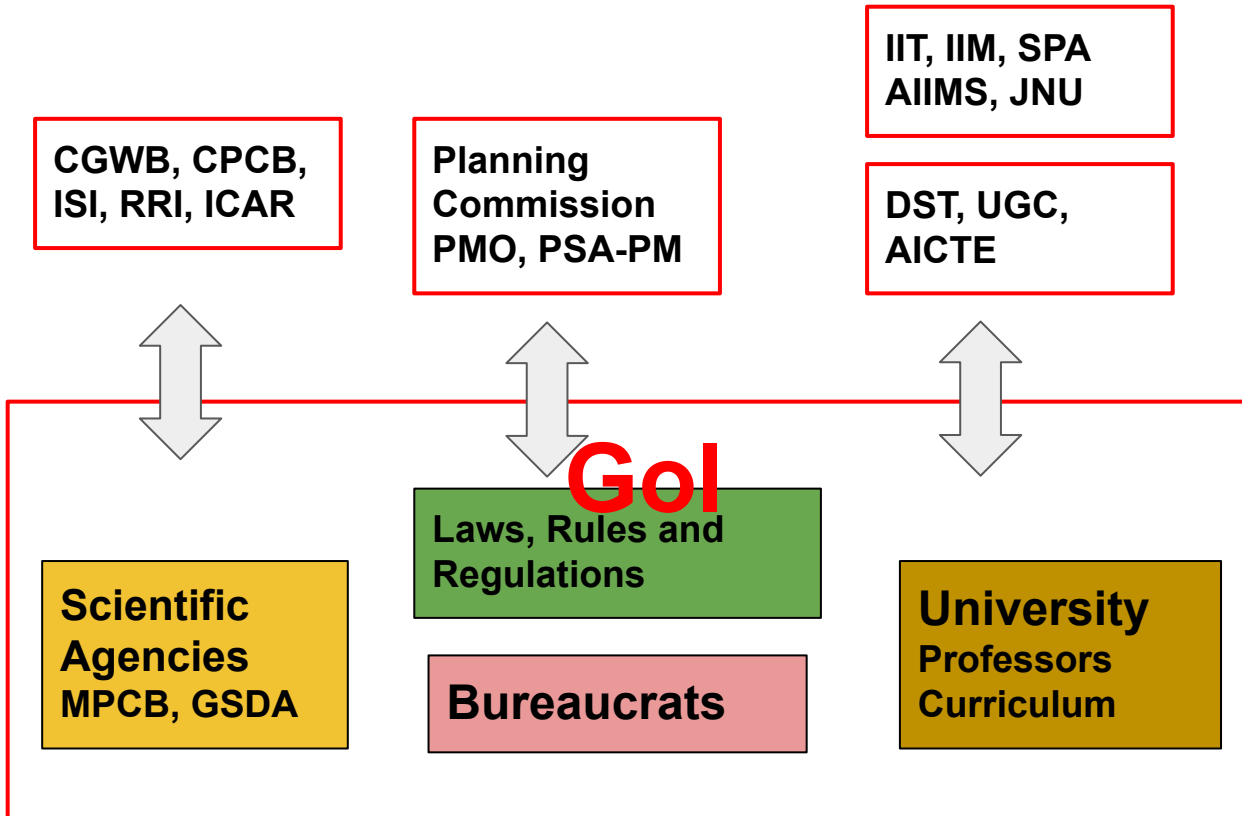 IIT, IIM, SPA
AIIMS, JNU
CGWB, CPCB,
ISI, RRI, ICAR
Planning
Commission
PMO, PSA-PM
DST, UGC,
AICTE
GoI
Laws, Rules and
Regulations
Scientific
Agencies
MPCB, GSDA
Bureaucrats
University
Professors
Curriculum